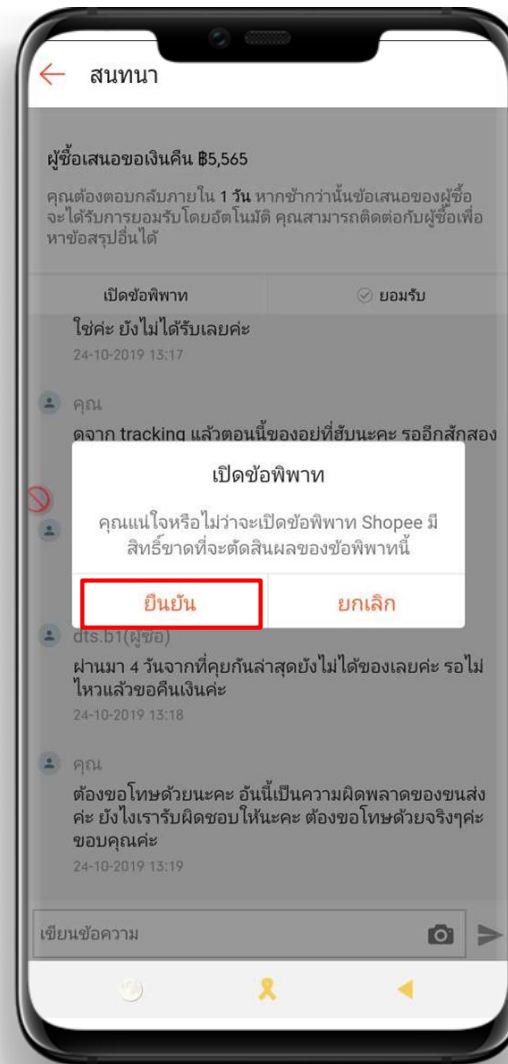 สนทนา
ผู้ซื้อเสนอขอเงินคืน ฿5,565
คุณต้องตอบกลับภายใน 1 วัน หากช้ากว่านั้นข้อเสนอของผู้ซื้อ
จะได้รับการยอมรับโดยอัตโนมัติ คุณสามารถติดต่อกับผู้ซื้อเพื่อ
หาข้อสรุปอื่นได้
เปิดข้อพิพาท
ยอมรับ
ใช่ค่ะ ยังไม่ได้รับเลยค่ะ
24-10-2019 13:17
คุณ
ดูจาก tracking แล้วตอนนี้ของอยู่ที่ฮับนะคะ รออีกสักสอง
เปิดข้อพิพาท
คุณแน่ใจหรือไม่ว่าจะเปิดข้อพิพาท Shopee มี
สิทธิ์ขาดที่จะตัดสินผลของข้อพิพาทนี้
ยืนยัน
ยกเลิก
dts.b1(ผู้ซื้อ)
ผ่านมา 4 วันจากที่คุยกันล่าสุดยังไม่ได้ของเลยค่ะ รอไม่
ไหวแล้วขอคืนเงินค่ะ
24-10-2019 13:18
คุณ
ต้องขอโทษด้วยนะคะ อันนี้เป็นความผิดพลาดของขนส่ง
ค่ะ ยังไงเรารับผิดชอบให้นะคะ ต้องขอโทษด้วยจริงๆค่ะ
ขอบคุณค่ะ
24-10-2019 13:19
เขียนข้อความ